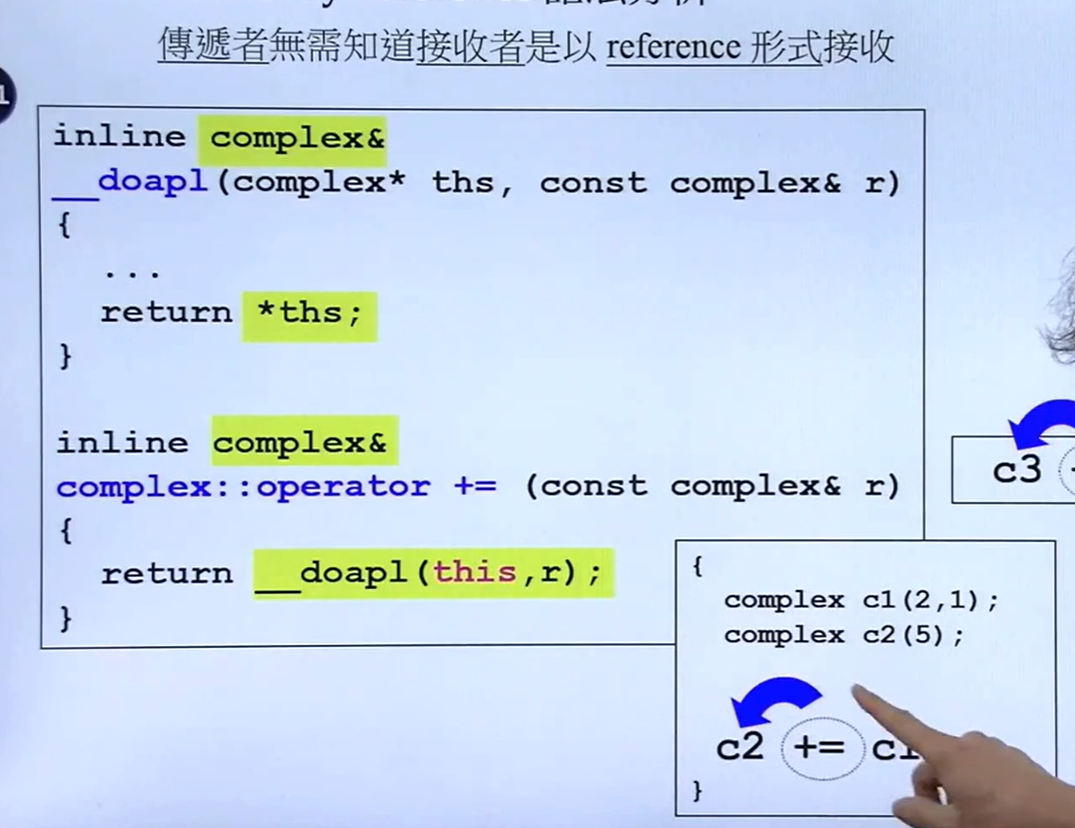 傳遞者無需知道接收者是以 reference 形式接收
1
inline complex&
__doapl(complex* ths, const complex& r)
{
...
return *ths;
}
inline complex&
complex::operator += (const complex& r)
{
return __doapl(this,r);
}
c3
{
complex c1(2,1);
complex c2(5);
c2 += c1
}